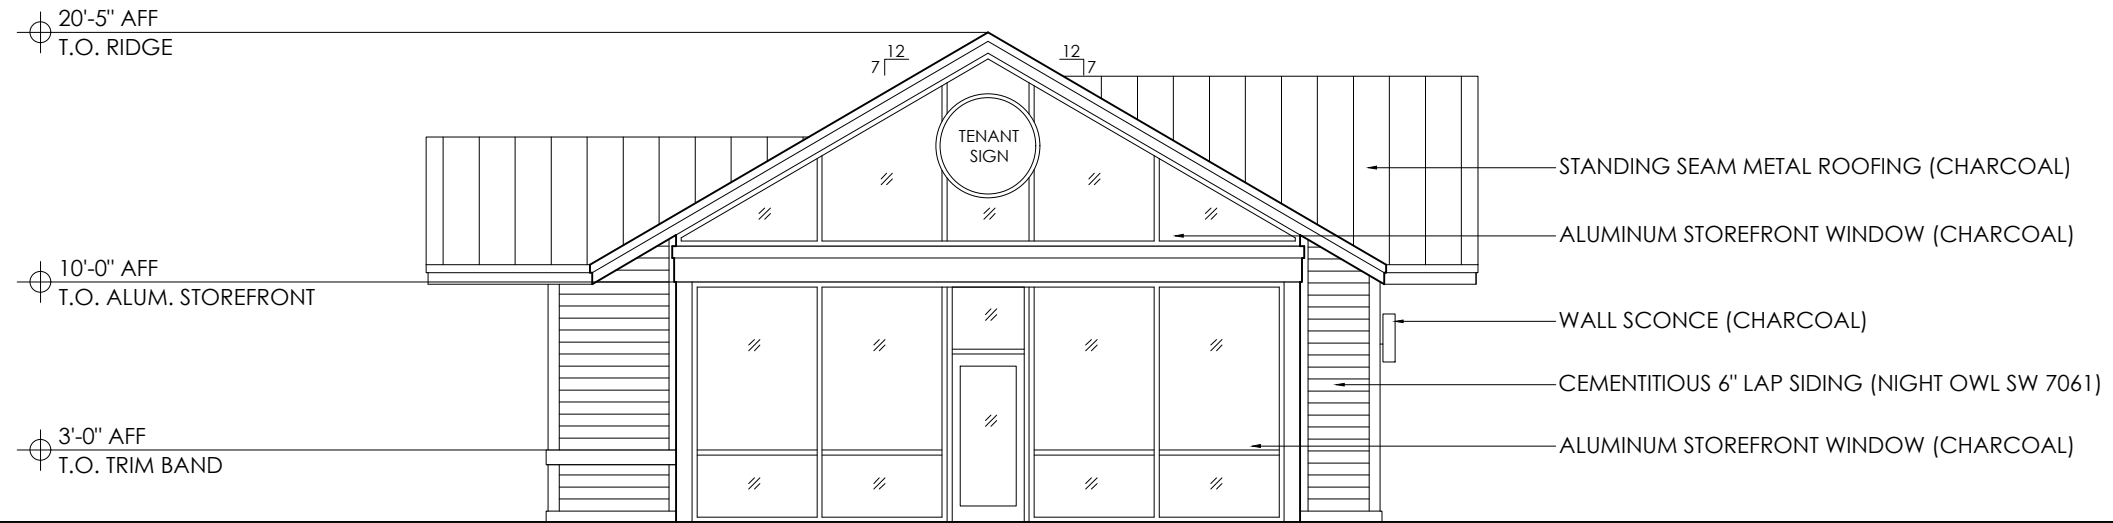 20'-5" AFF
T.O. RIDGE
12
7
12
7
TENANT
SIGN
STANDING SEAM METAL ROOFING (CHARCOAL)
ALUMINUM STOREFRONT WINDOW (CHARCOAL)
10'-0" AFF
T.O. ALUM. STOREFRONT
WALL SCONCE (CHARCOAL)
CEMENTITIOUS 6" LAP SIDING (NIGHT OWL SW 7061)
3'-0" AFF
T.O. TRIM BAND
ALUMINUM STOREFRONT WINDOW (CHARCOAL)